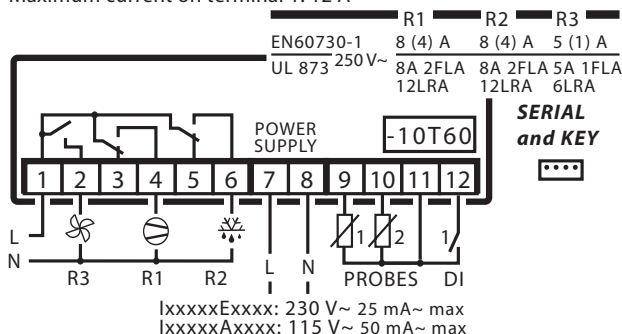 Maximum current on terminal 1: 12 A
R1 R2 R3
EN60730-1 250 V~ 8 (4) A 8 (4) A 5 (1) A
UL 873 8A 2FLA 8A 2FLA 5A 1FLA
12LRA 12LRA 6LRA
SERIAL
and KEY
POWER
SUPPLY
-10T60
1 2 3 4 5 6 7 8 9 10 11 12
L
N
1 2 1
R3 R1 R2 L N PROBES DI
IxxxxxExxxx: 230 V~ 25 mA~ max
IxxxxxAxxxx: 115 V~ 50 mA~ max